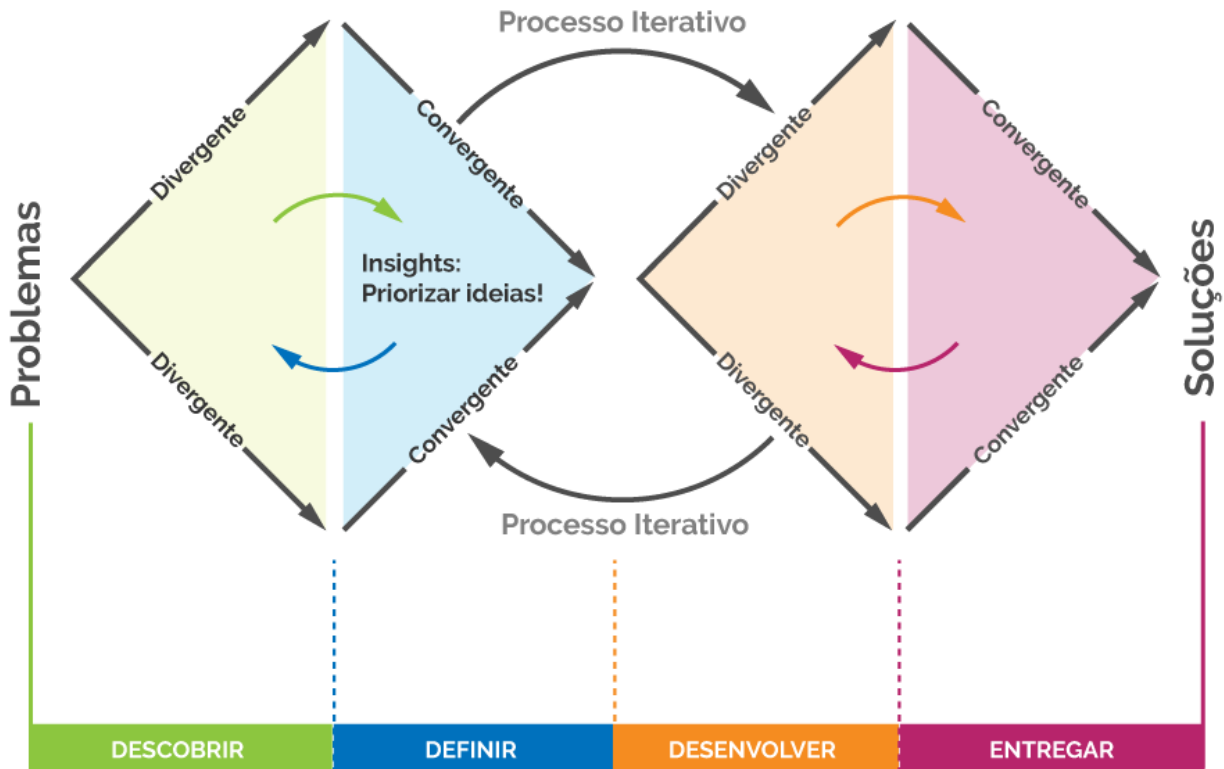 Processo Iterativo
Divergente
Convergente
Divergente
Convergente
Problemas
Insights:
Priorizar ideias!
Soluções
Divergente
Convergente
Divergente
Convergente
Processo Iterativo
DESCOBRIR
DEFINIR
DESENVOLVER
ENTREGAR